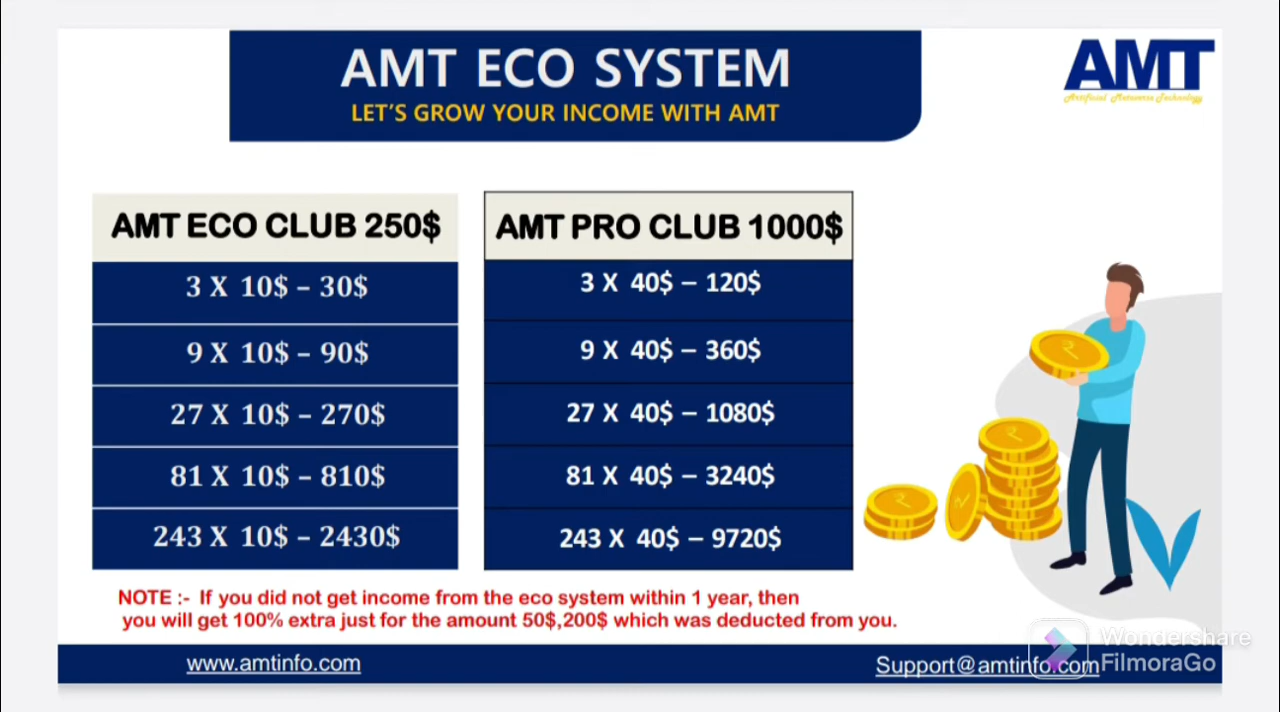 AMT ECO SYSTEM
LET'S GROW YOUR INCOME WITH AMT
AMT
Artificial Metaverse Technology
AMT ECO CLUB 250$
3 X 10$ – 30$
9 X 10$ – 90$
27 X 10$ – 270$
81 X 10$ – 810$
243 X 10$ – 2430$
AMT PRO CLUB 1000$
3 X 40$ – 120$
9 X 40$ – 360$
27 X 40$ – 1080$
81 X 40$ – 3240$
243 X 40$ – 9720$
NOTE :- If you did not get income from the eco system within 1 year, then
you will get 100% extra just for the amount 50$,200$ which was deducted from you.
www.amtinfo.com
Support@amtinfo.com
Wondershare
FilmoraGo